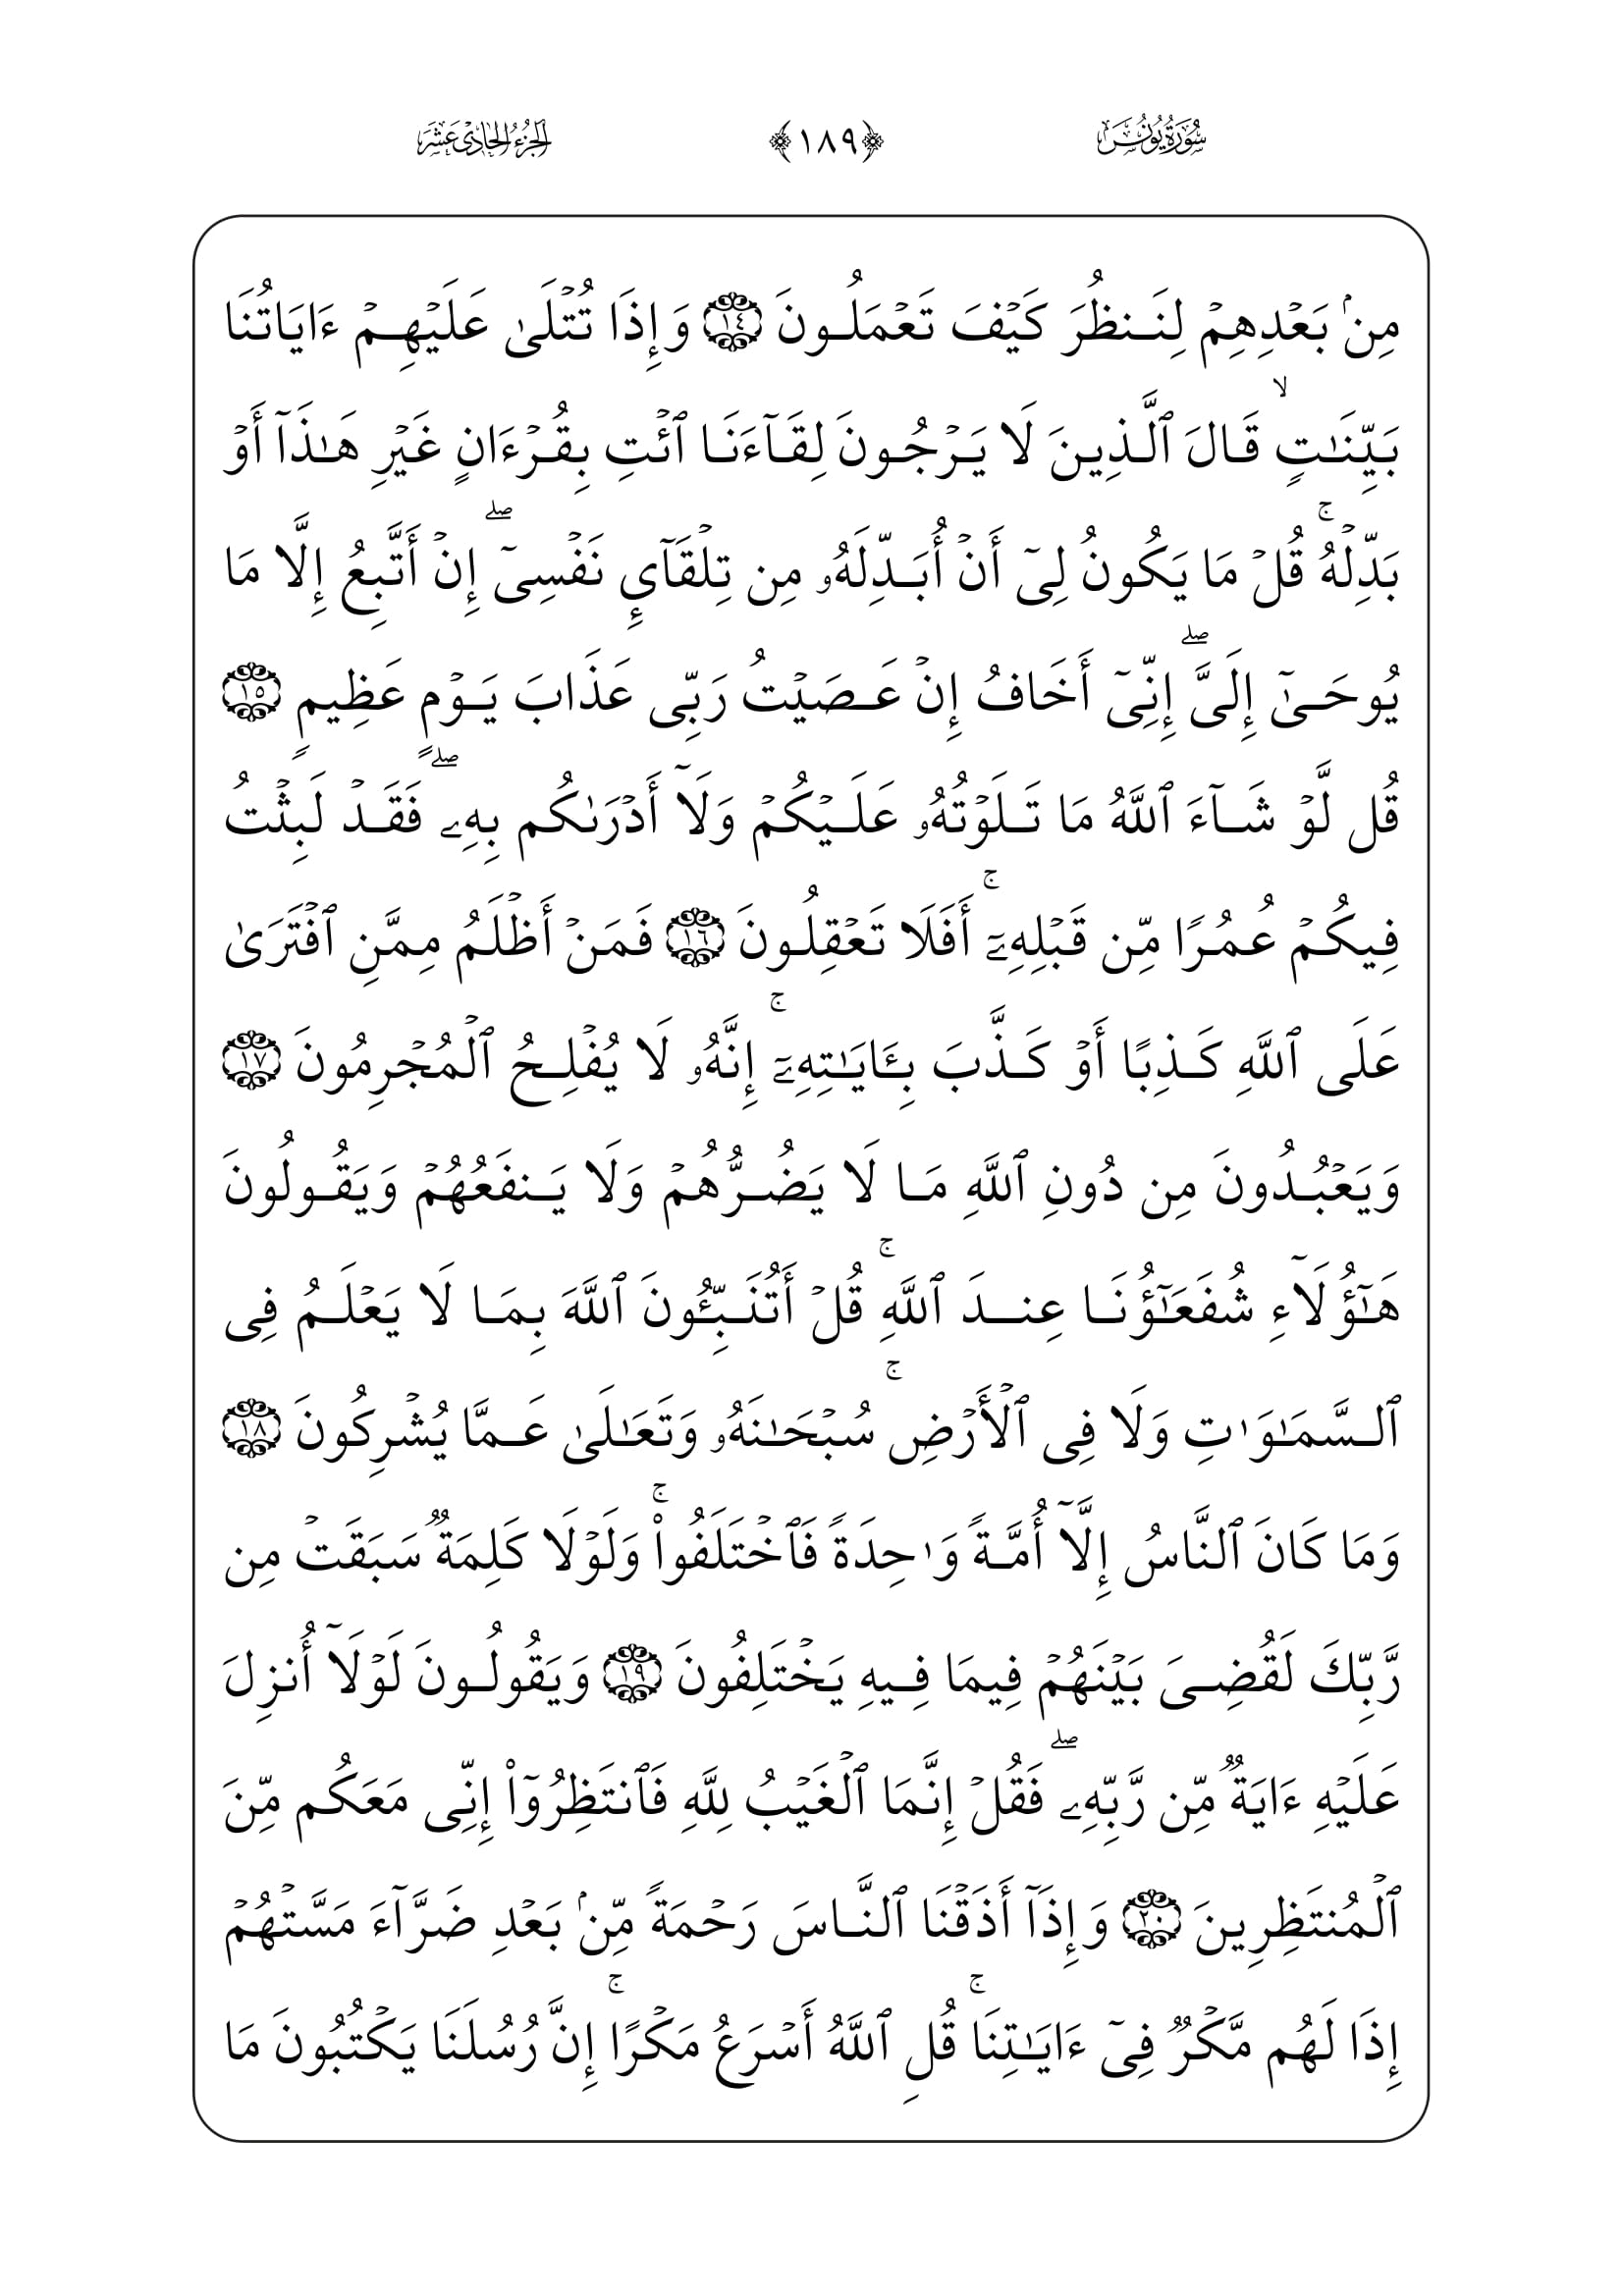 سُورَةُ يُونُسَ ﴿١٨٩﴾ الجُزْءُ الحَادِي عَشَرَ
مِنۢ بَعۡدِهِمۡ لِنَنظُرَ كَيۡفَ تَعۡمَلُونَ ١٤ وَإِذَا تُتۡلَىٰ عَلَيۡهِمۡ ءَايَاتُنَا
بَيِّنَٰتٖۙ قَالَ ٱلَّذِينَ لَا يَرۡجُونَ لِقَآءَنَا ٱئۡتِ بِقُرۡءَانٍ غَيۡرِ هَٰذَآ أَوۡ
بَدِّلۡهُۚ قُلۡ مَا يَكُونُ لِيٓ أَنۡ أُبَدِّلَهُۥ مِن تِلۡقَآيِٕ نَفۡسِيٓۖ إِنۡ أَتَّبِعُ إِلَّا مَا
يُوحَىٰٓ إِلَيَّۖ إِنِّيٓ أَخَافُ إِنۡ عَصَيۡتُ رَبِّي عَذَابَ يَوۡمٍ عَظِيمٖ ١٥
قُل لَّوۡ شَآءَ ٱللَّهُ مَا تَلَوۡتُهُۥ عَلَيۡكُمۡ وَلَآ أَدۡرَىٰكُم بِهِۦۖ فَقَدۡ لَبِثۡتُ
فِيكُمۡ عُمُرٗا مِّن قَبۡلِهِۦٓۚ أَفَلَا تَعۡقِلُونَ ١٦ فَمَنۡ أَظۡلَمُ مِمَّنِ ٱفۡتَرَىٰ
عَلَى ٱللَّهِ كَذِبًا أَوۡ كَذَّبَ بِـَٔايَٰتِهِۦٓۚ إِنَّهُۥ لَا يُفۡلِحُ ٱلۡمُجۡرِمُونَ ١٧
وَيَعۡبُدُونَ مِن دُونِ ٱللَّهِ مَا لَا يَضُرُّهُمۡ وَلَا يَنفَعُهُمۡ وَيَقُولُونَ
هَٰٓؤُلَآءِ شُفَعَٰٓؤُنَا عِندَ ٱللَّهِۚ قُلۡ أَتُنَبِّـُٔونَ ٱللَّهَ بِمَا لَا يَعۡلَمُ فِي
ٱلسَّمَٰوَٰتِ وَلَا فِي ٱلۡأَرۡضِۚ سُبۡحَٰنَهُۥ وَتَعَٰلَىٰ عَمَّا يُشۡرِكُونَ ١٨
وَمَا كَانَ ٱلنَّاسُ إِلَّآ أُمَّةٗ وَٰحِدَةٗ فَٱخۡتَلَفُواْۚ وَلَوۡلَا كَلِمَةٞ سَبَقَتۡ مِن
رَّبِّكَ لَقُضِيَ بَيۡنَهُمۡ فِيمَا فِيهِ يَخۡتَلِفُونَ ١٩ وَيَقُولُونَ لَوۡلَآ أُنزِلَ
عَلَيۡهِ ءَايَةٞ مِّن رَّبِّهِۦۖ فَقُلۡ إِنَّمَا ٱلۡغَيۡبُ لِلَّهِ فَٱنتَظِرُوٓاْ إِنِّي مَعَكُم مِّنَ
ٱلۡمُنتَظِرِينَ ٢٠ وَإِذَآ أَذَقۡنَا ٱلنَّاسَ رَحۡمَةٗ مِّنۢ بَعۡدِ ضَرَّآءَ مَسَّتۡهُمۡ
إِذَا لَهُم مَّكۡرٞ فِيٓ ءَايَاتِنَاۚ قُلِ ٱللَّهُ أَسۡرَعُ مَكۡرًاۚ إِنَّ رُسُلَنَا يَكۡتُبُونَ مَا